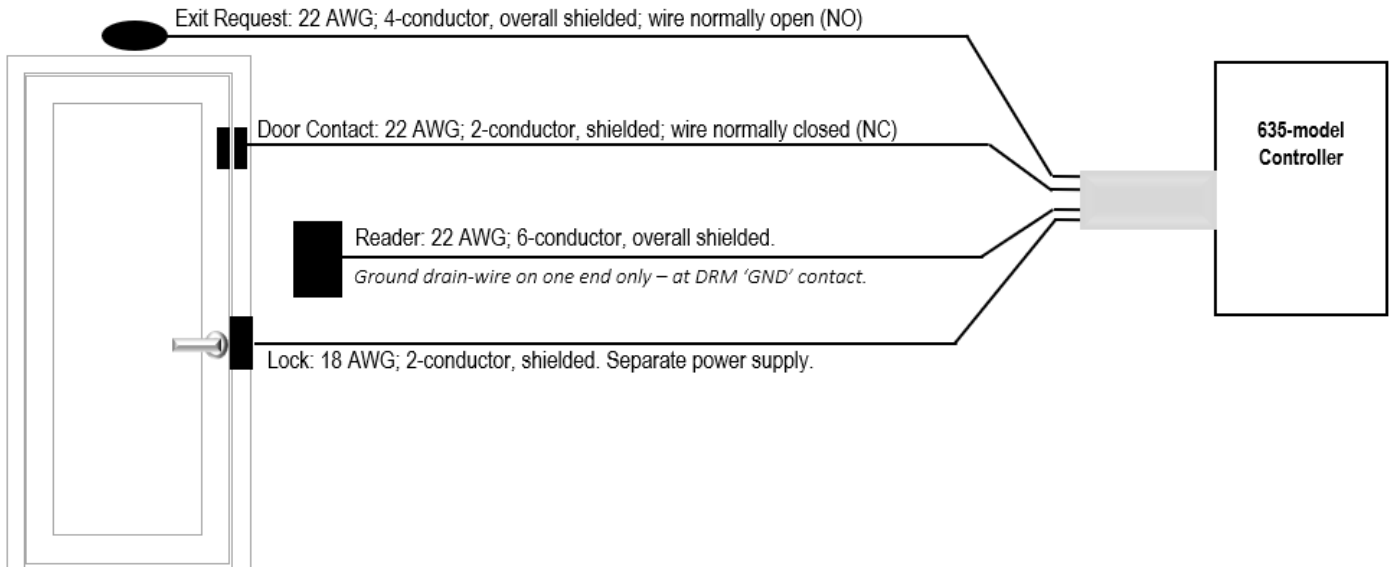 Exit Request: 22 AWG; 4-conductor, overall shielded; wire normally open (NO)
Door Contact: 22 AWG; 2-conductor, shielded; wire normally closed (NC)
635-model
Controller
Reader: 22 AWG; 6-conductor, overall shielded.
Ground drain-wire on one end only – at DRM ‘GND’ contact.
Lock: 18 AWG; 2-conductor, shielded. Separate power supply.